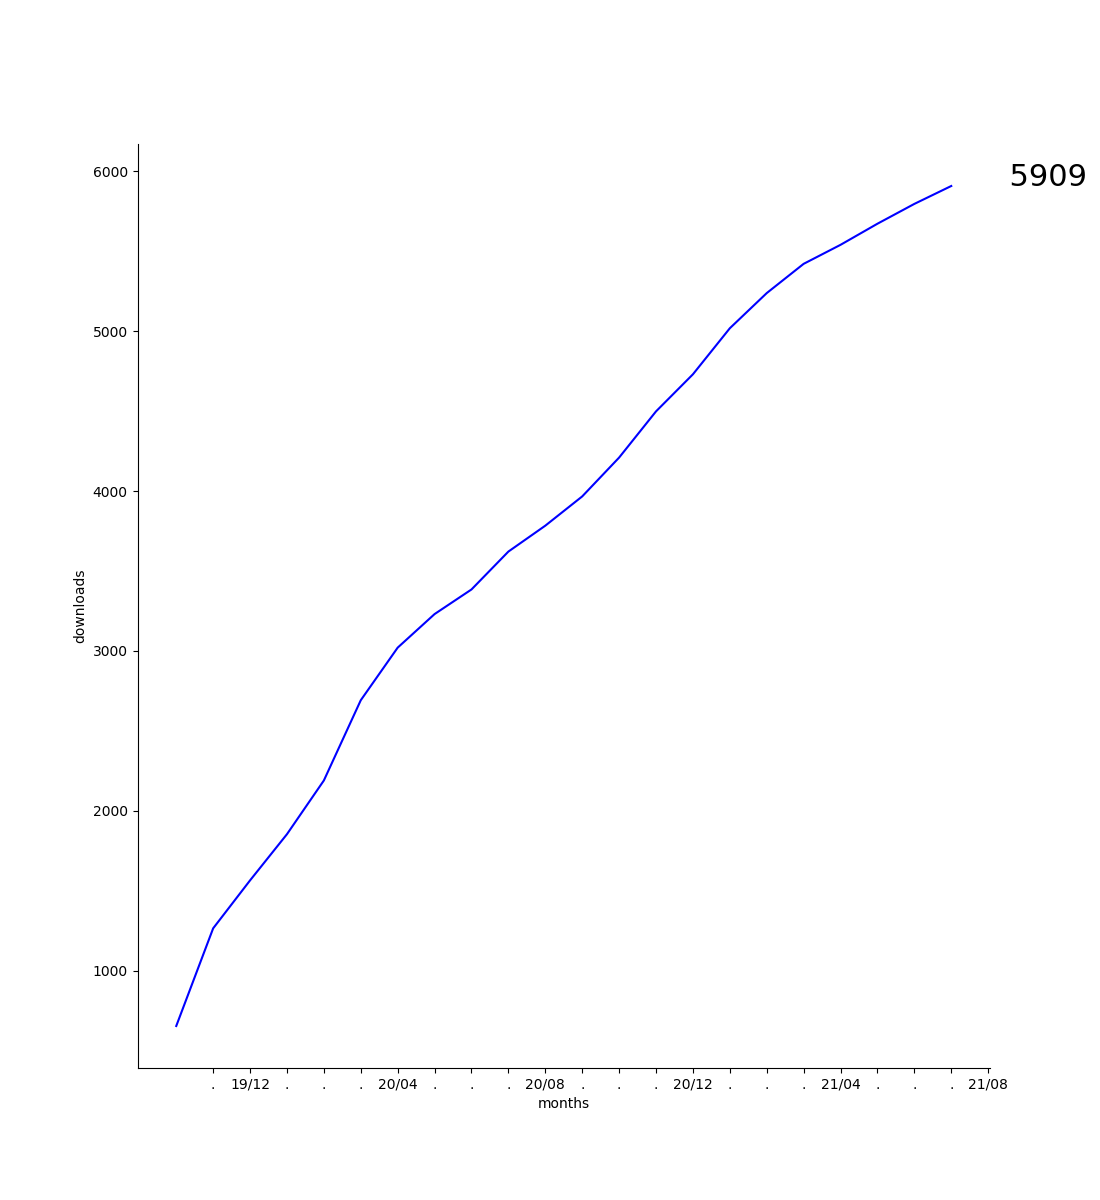 5909
6000
5000
4000
3000
2000
1000
downloads
. 19/12 . . . 20/04 . . . 20/08 . . . 20/12 . . . 21/04 . . . 21/08
months